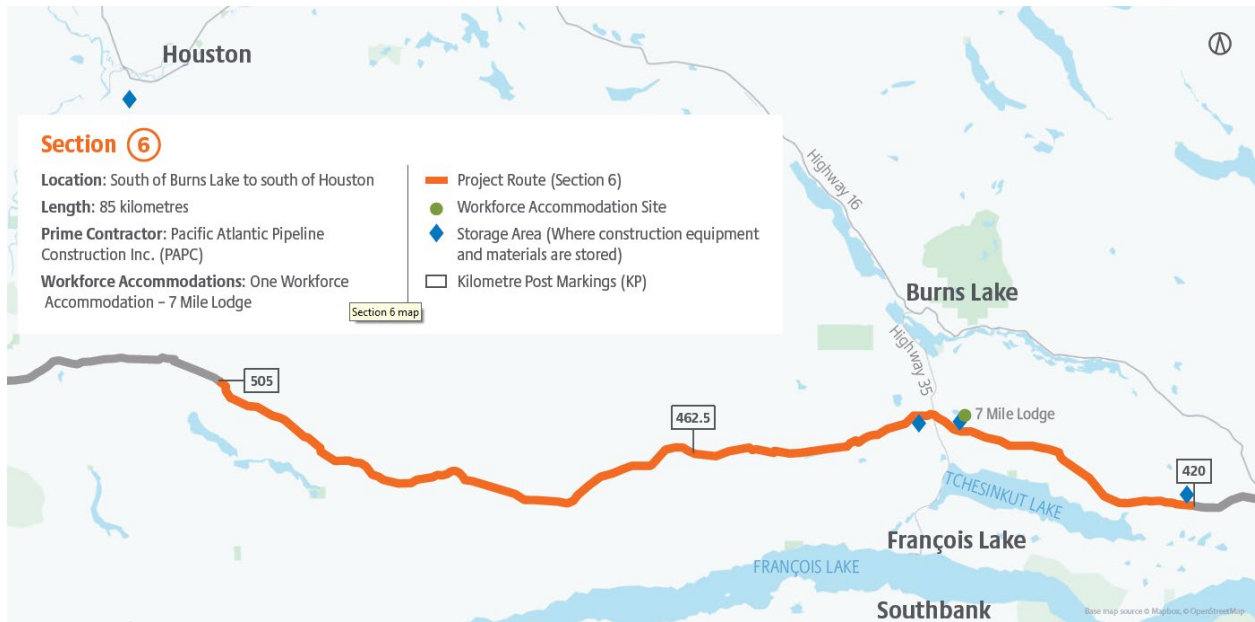 Houston
Section 6
Location: South of Burns Lake to south of Houston
Length: 85 kilometres
Prime Contractor: Pacific Atlantic Pipeline
Construction Inc. (PAPC)
Workforce Accommodations: One Workforce
Accommodation – 7 Mile Lodge
Section 6 map
Project Route (Section 6)
Workforce Accommodation Site
Storage Area (Where construction equipment
and materials are stored)
Kilometre Post Markings (KP)
Highway 16
Burns Lake
Highway 35
505
462.5
7 Mile Lodge
420
TCHESINKUT LAKE
François Lake
FRANÇOIS LAKE
Southbank
Base map source © Mapbox, © OpenStreetMap